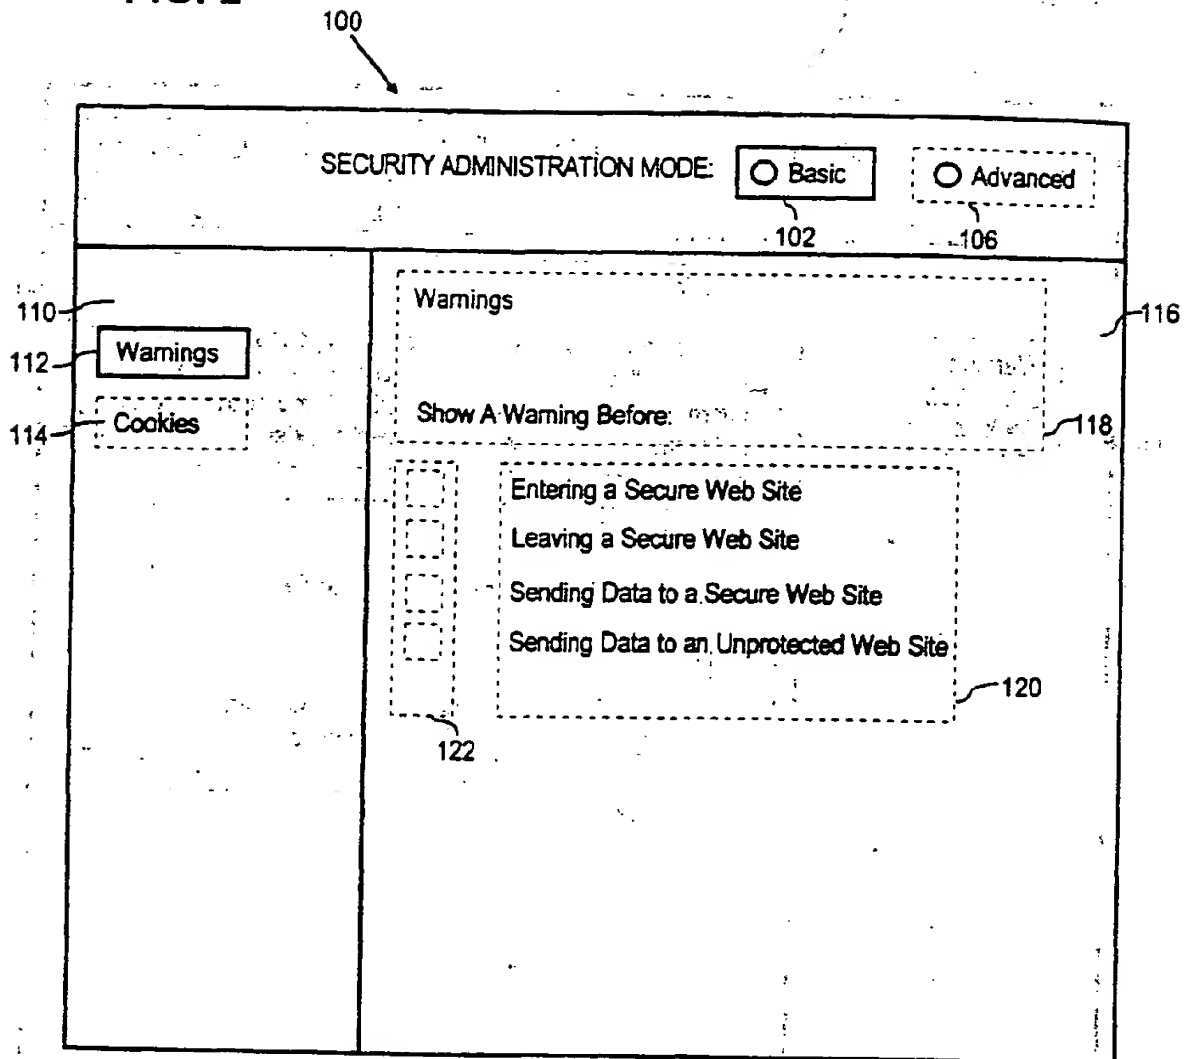 100
SECURITY ADMINISTRATION MODE: Basic Advanced
102 106
110
Warnings
116
112 Warnings
114 Cookies
Show A Warning Before:
118
Entering a Secure Web Site
Leaving a Secure Web Site
Sending Data to a Secure Web Site
Sending Data to an Unprotected Web Site
120
122